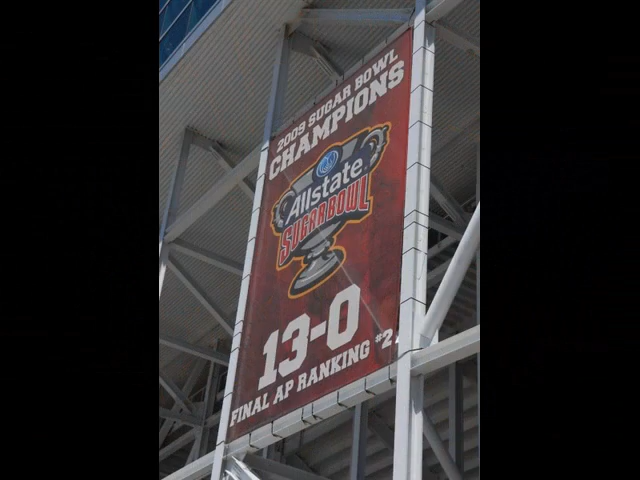 2009 SUGAR BOWL
CHAMPIONS
Allstate
SUGAR BOWL
13-0
FINAL AP RANKING #2